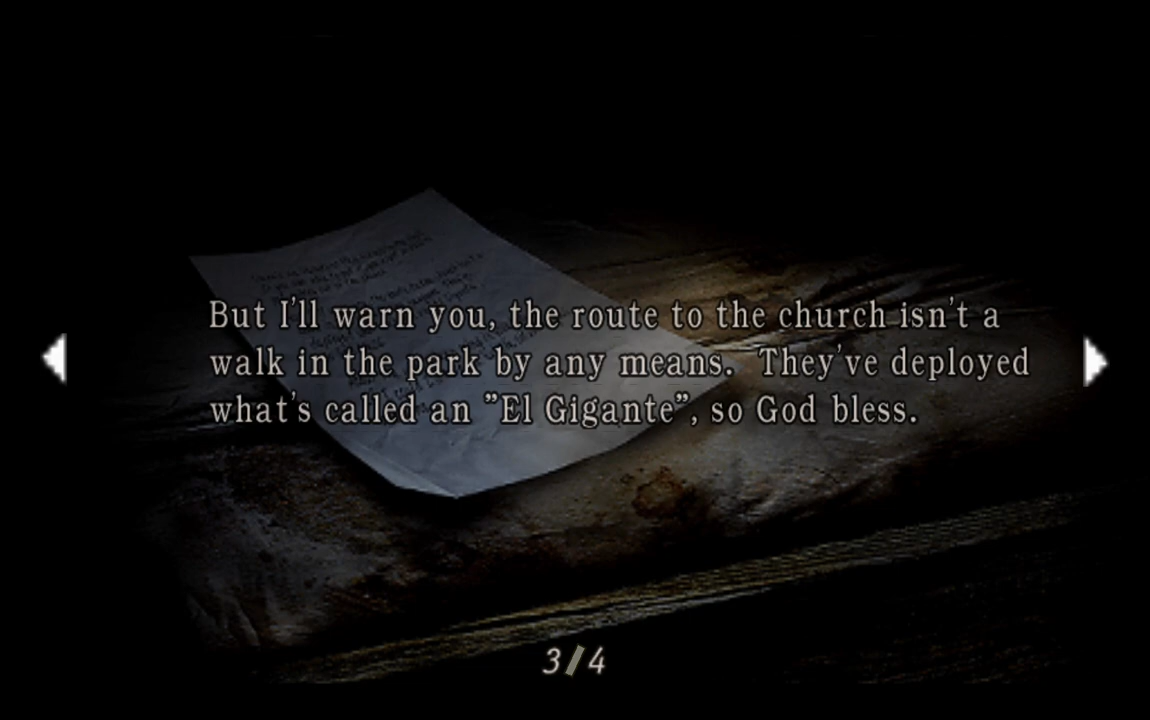 But I'll warn you, the route to the church isn't a
walk in the park by any means. They've deployed
what's called an ”El Gigante”, so God bless.
3/4